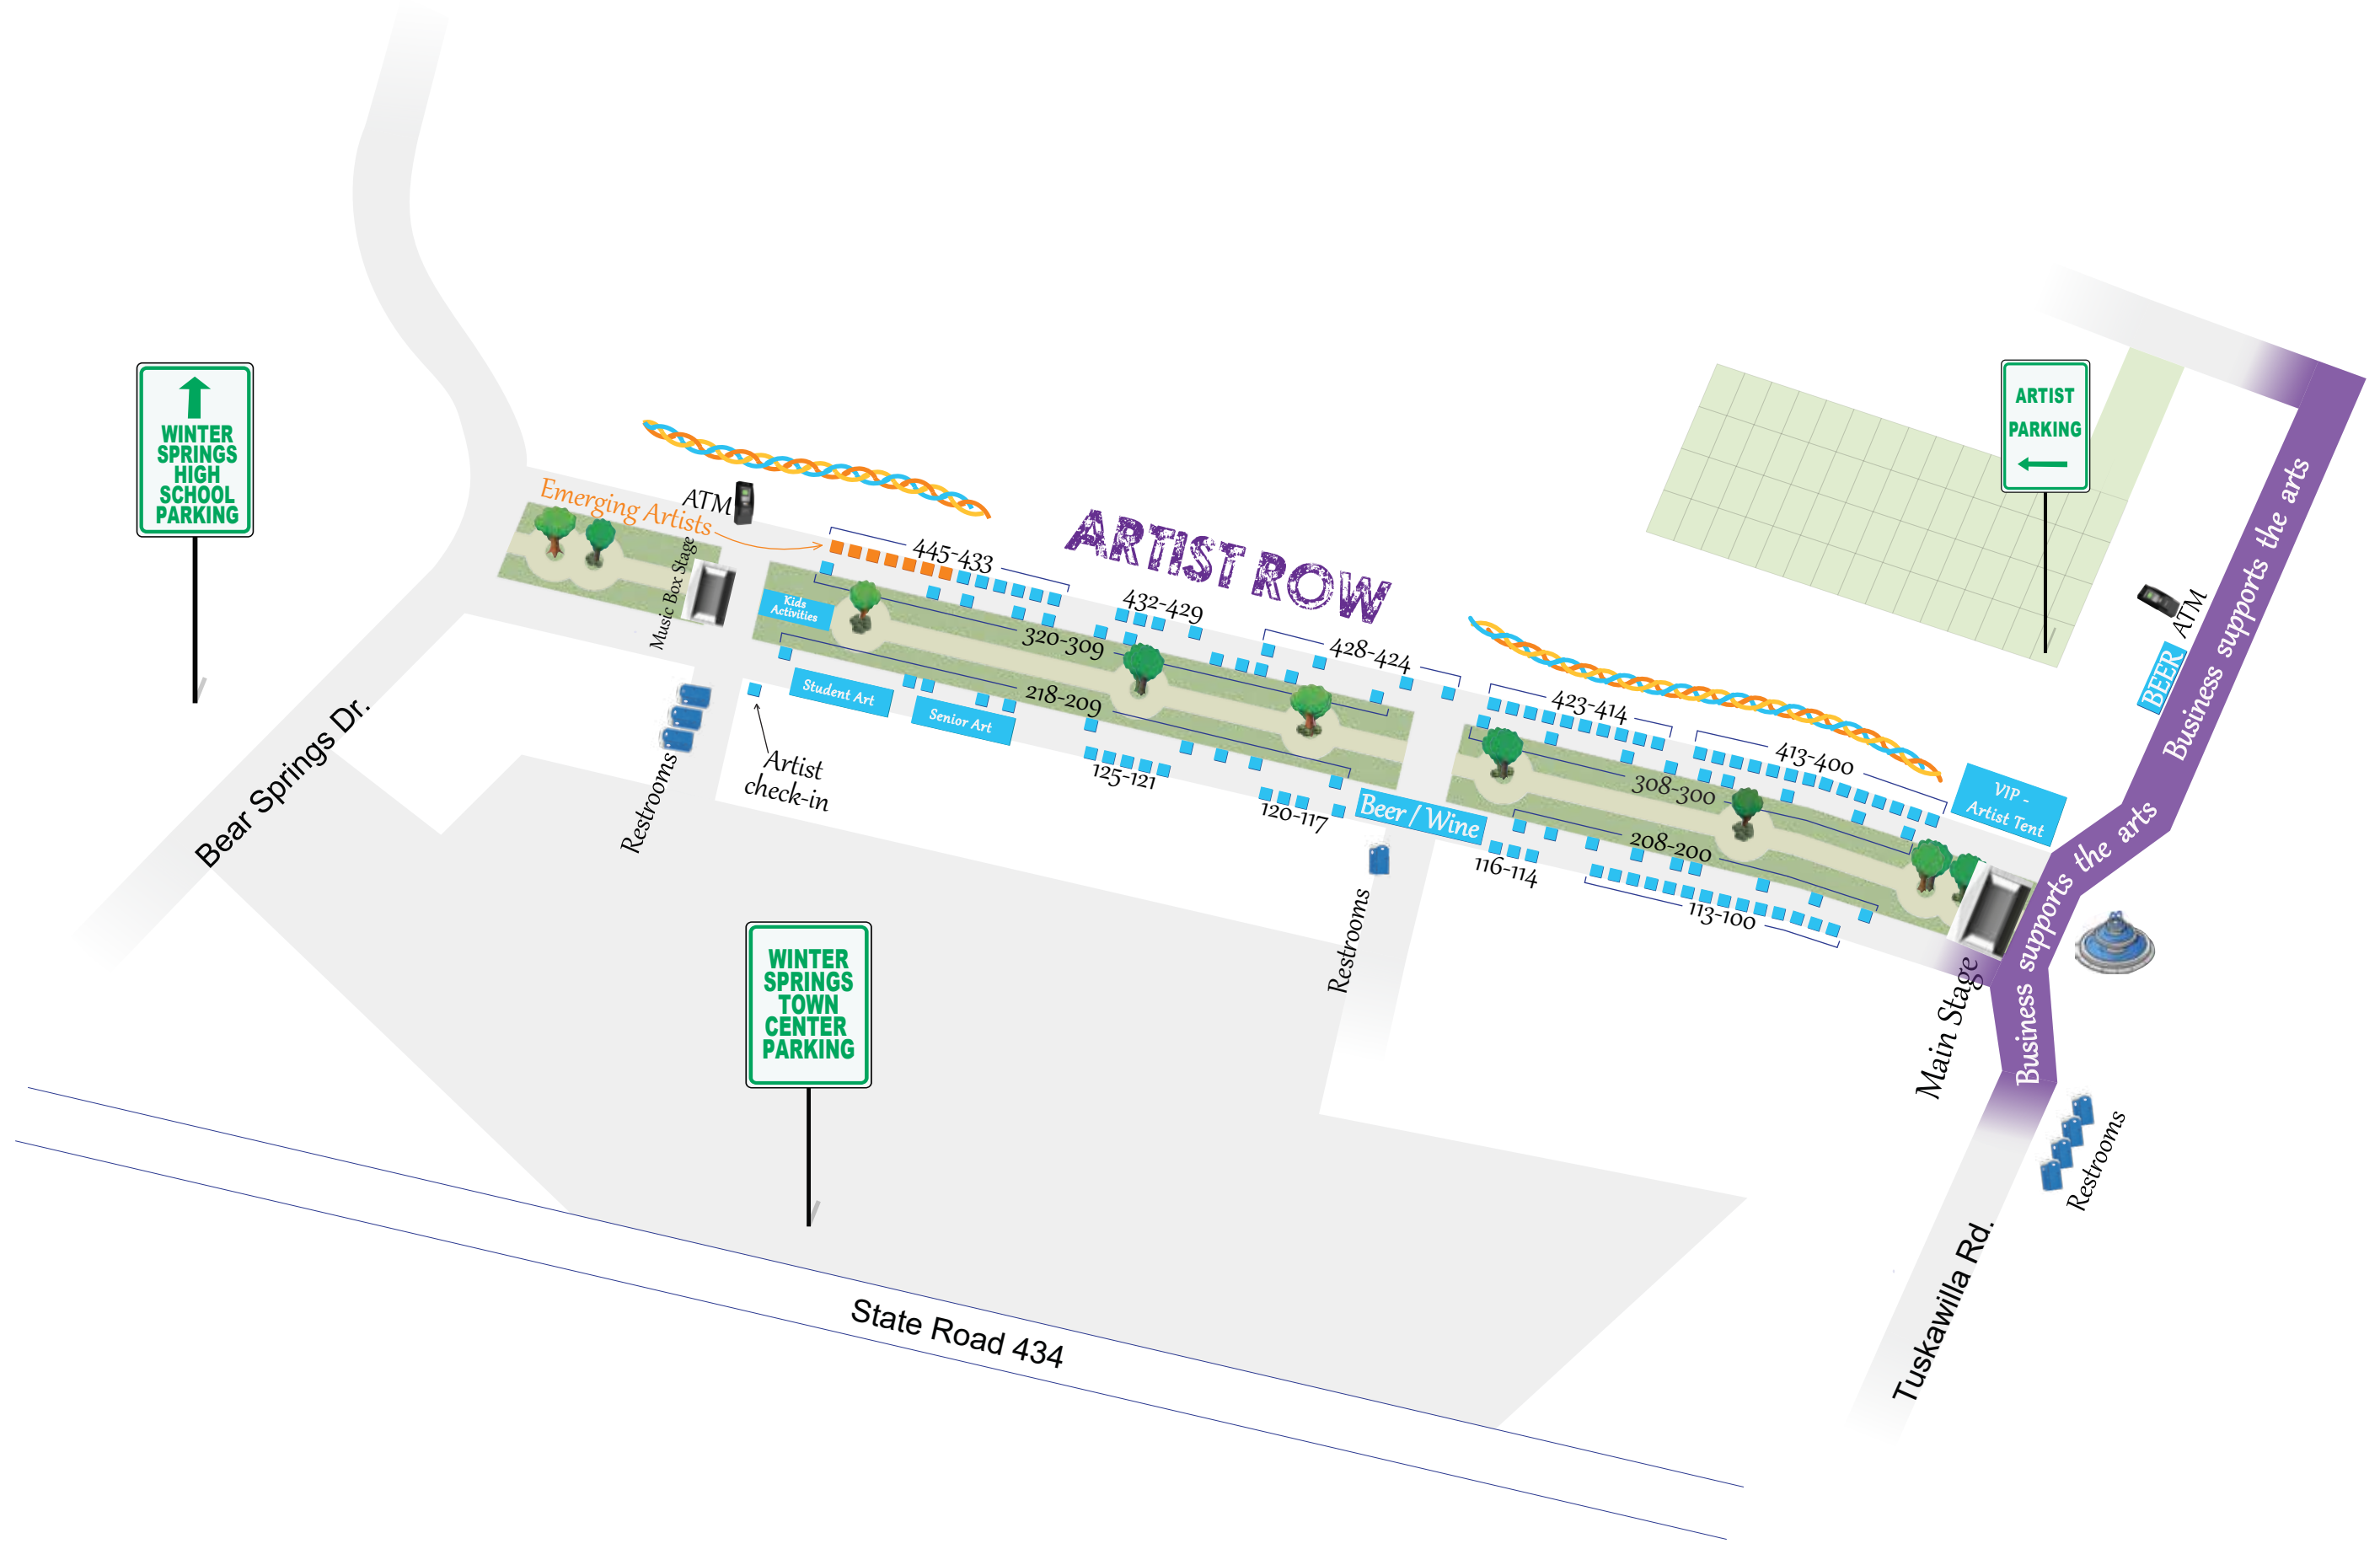 WINTER
SPRINGS
HIGH
SCHOOL
PARKING
ARTIST
PARKING
Emerging Artists
ATM
Music Box Stage
ARTIST ROW
445-433
432-429
428-424
423-414
413-400
Kids
Activities
320-309
218-209
308-300
208-200
Student Art
Senior Art
125-121
120-117
Beer / Wine
116-114
113-100
VIP -
Artist Tent
ATM
BEER
Business supports the arts
Business supports the arts
Artist
check-in
Restrooms
Restrooms
Restrooms
Main Stage
Bear Springs Dr.
WINTER
SPRINGS
TOWN
CENTER
PARKING
State Road 434
Tuskawilla Rd.